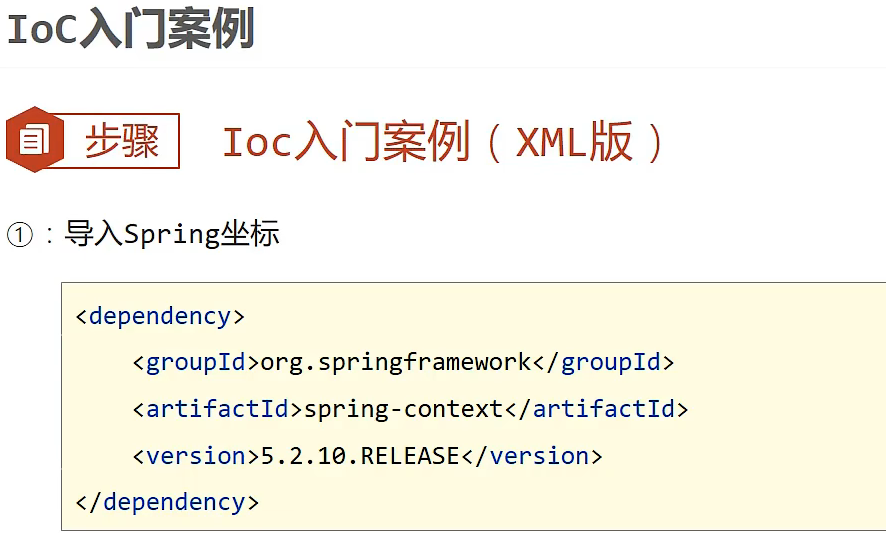 IoC入门案例
步骤
Ioc入门案例（XML版）
①：导入Spring坐标
<dependency>
    <groupId>org.springframework</groupId>
    <artifactId>spring-context</artifactId>
    <version>5.2.10.RELEASE</version>
</dependency>